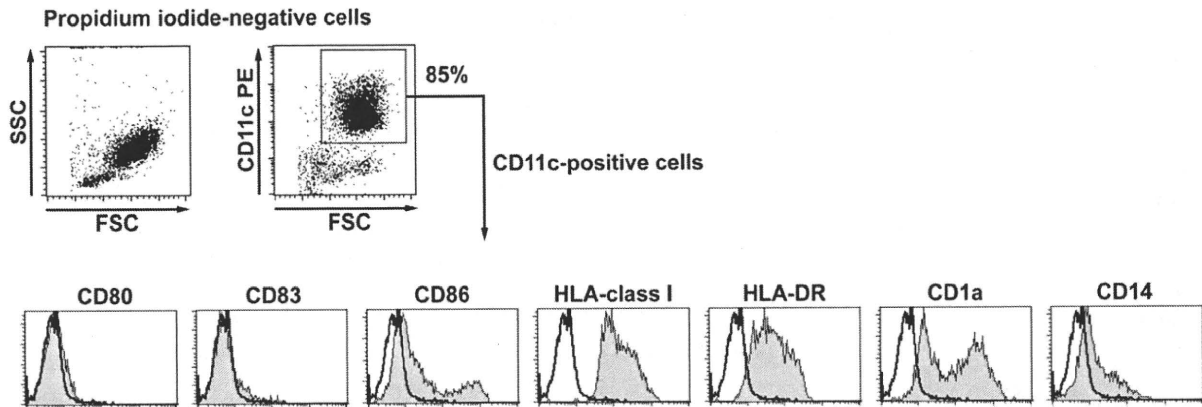 Propidium iodide-negative cells
SSC
FSC
CD11c PE
FSC
85%
CD11c-positive cells
CD80
CD83
CD86
HLA-class I
HLA-DR
CD1a
CD14